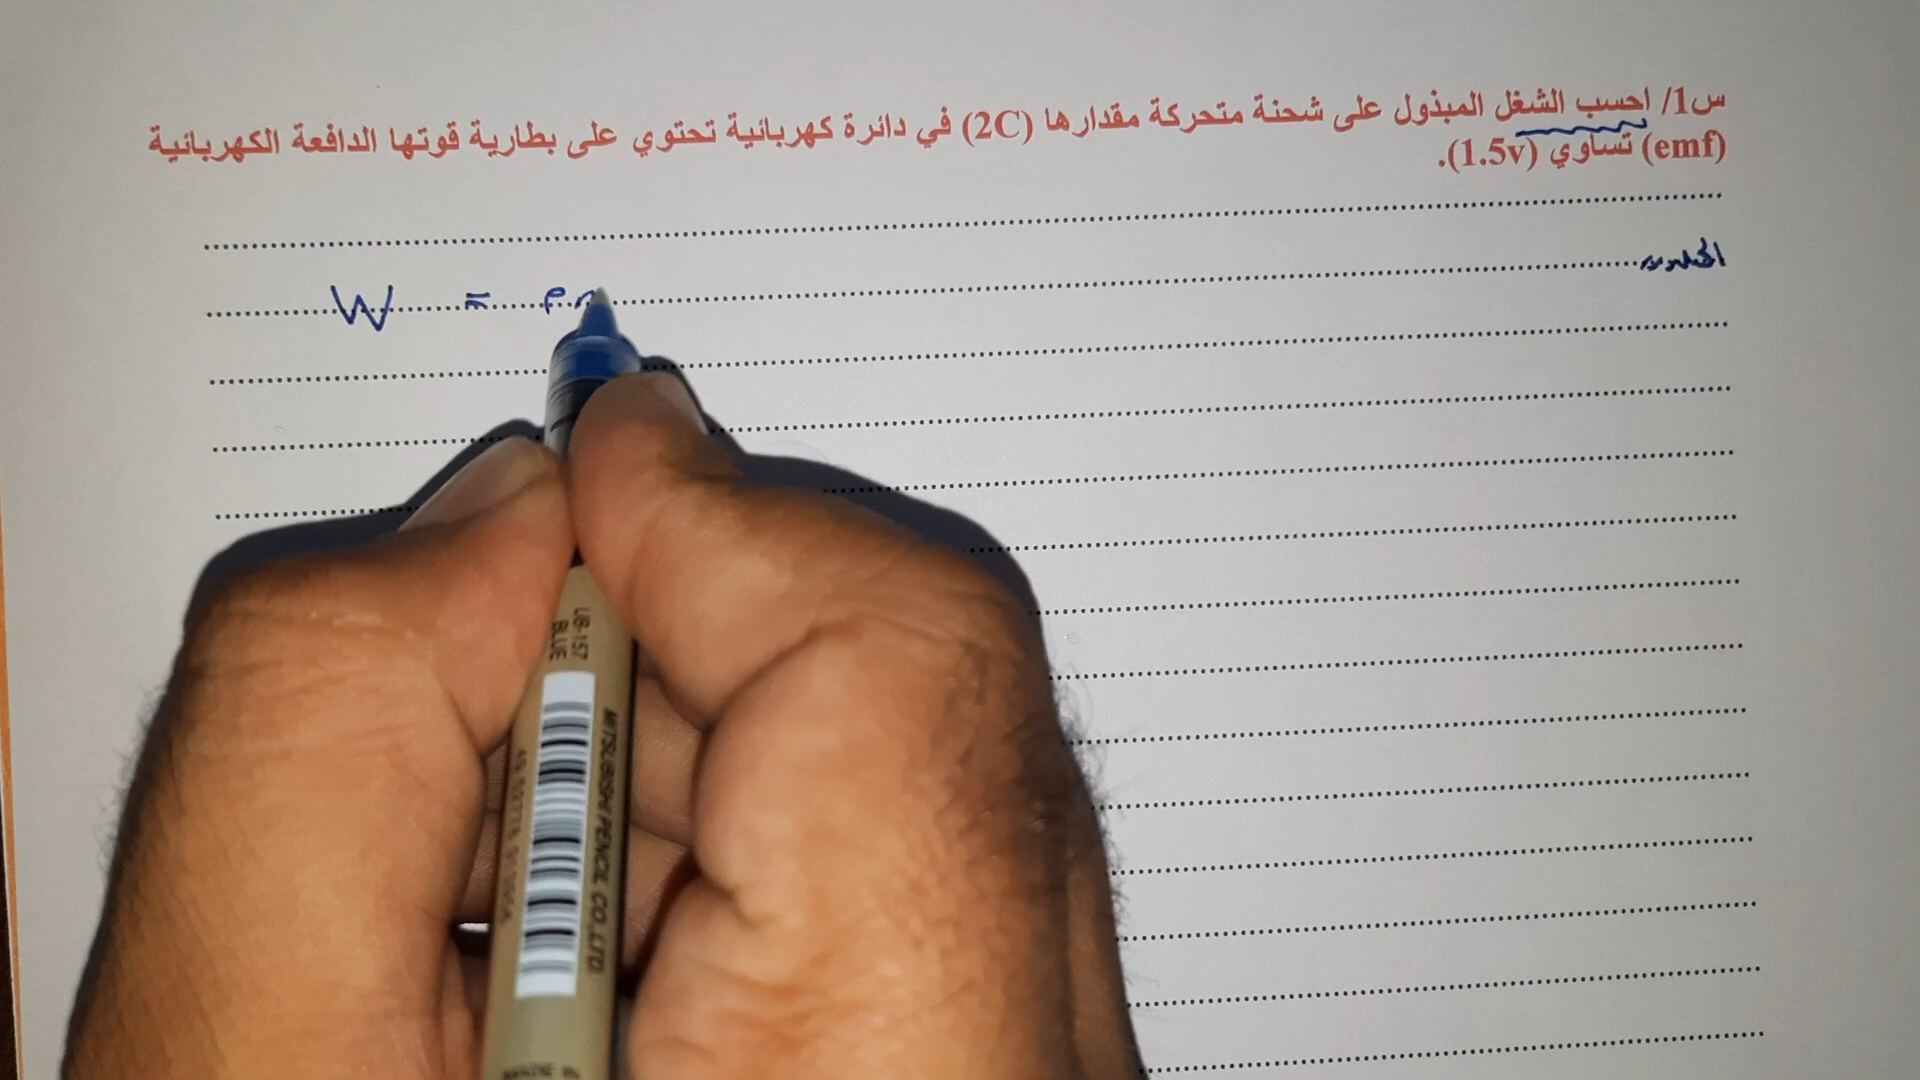 س1/ احسب الشغل المبذول على شحنة متحركة مقدارها (2C) في دائرة كهربائية تحتوي على بطارية قوتها الدافعة الكهربائية
(emf) تساوي (1.5v).
W =
UB-157
BLUE
MITSUBISHI PENCIL CO.,LTD.